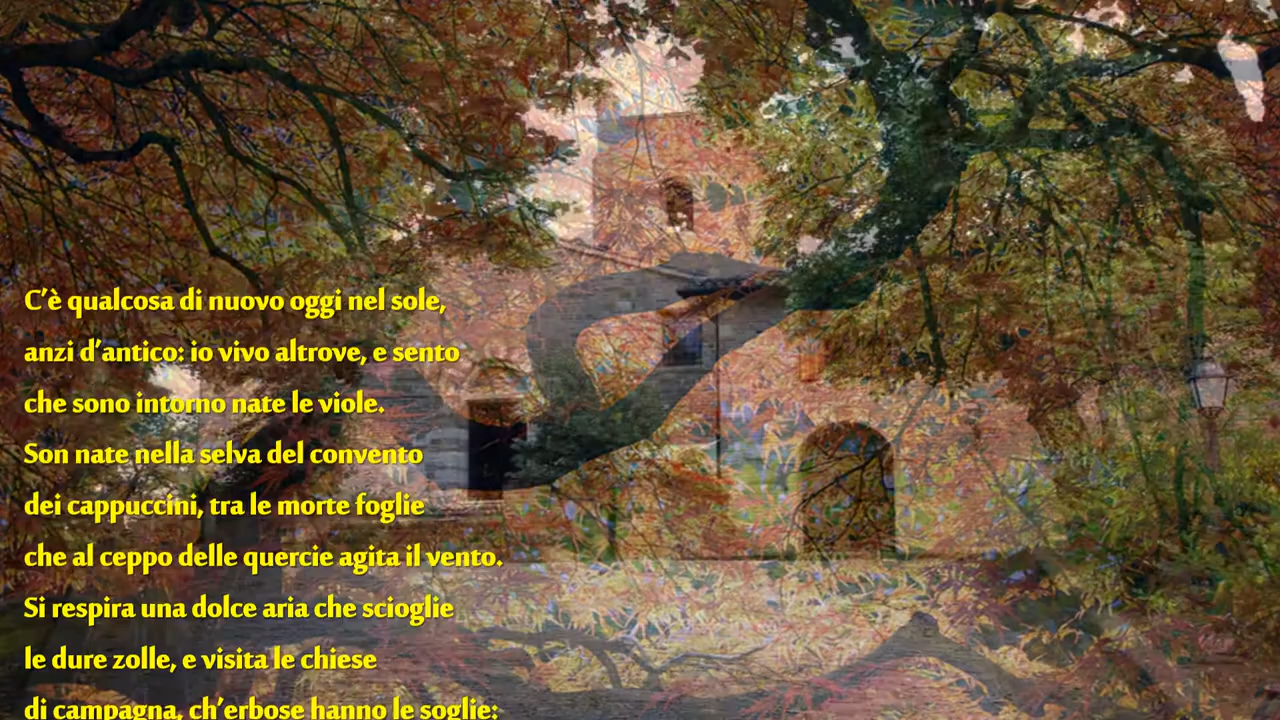 C'è qualcosa di nuovo oggi nel sole,
anzi d'antico: io vivo altrove, e sento
che sono intorno nate le viole.
Son nate nella selva del convento
dei cappuccini, tra le morte foglie
che al ceppo delle quercie agita il vento.
Si respira una dolce aria che scioglie
le dure zolle, e visita le chiese
di campagna, ch'erbose hanno le soglie: